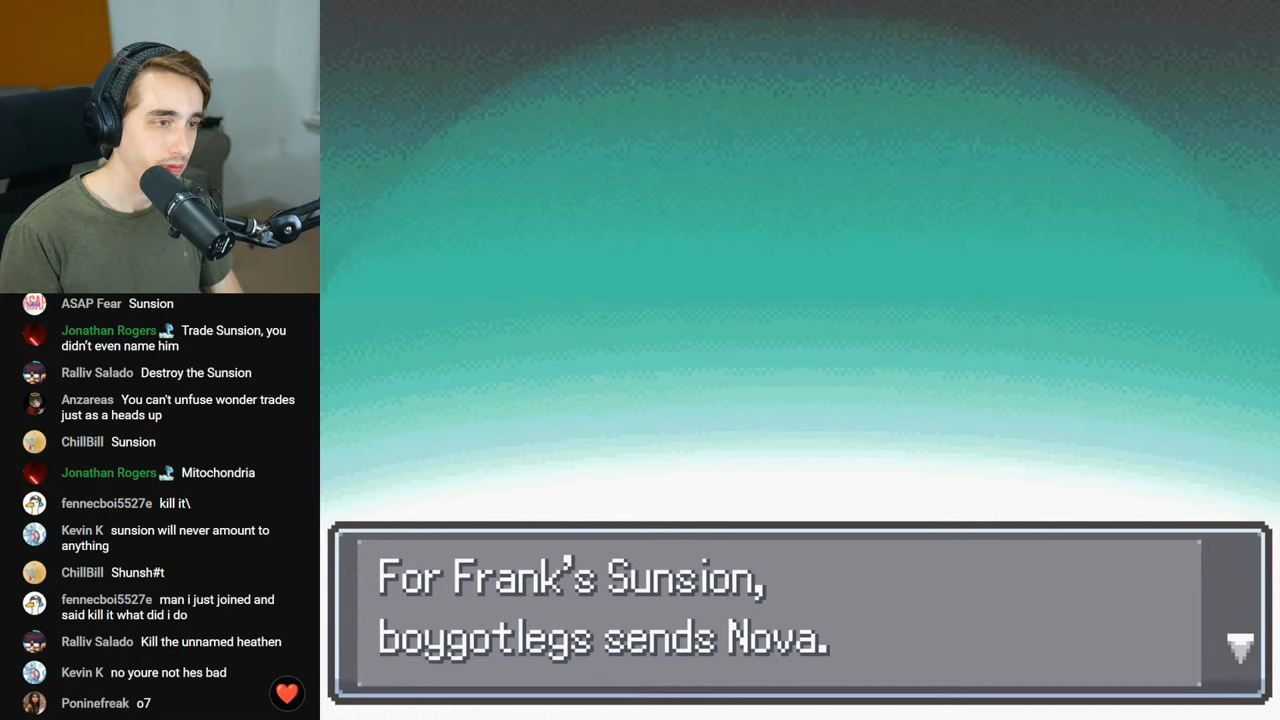 ASAP Fear Sunsion
Jonathan Rogers Trade Sunsion, you
didn't even name him
Ralliv Salado Destroy the Sunsion
Anzareas You can't unfuse wonder trades
just as a heads up
ChillBill Sunsion
Jonathan Rogers Mitochondria
fennecboi5527e kill it\
Kevin K sunsion will never amount to
anything
ChillBill Shunsh#t
fennecboi5527e man i just joined and
said kill it what did i do
Ralliv Salado Kill the unnamed heathen
Kevin K no youre not hes bad
Poninefreak o7
For Frank's Sunsion,
boygotlegs sends Nova.